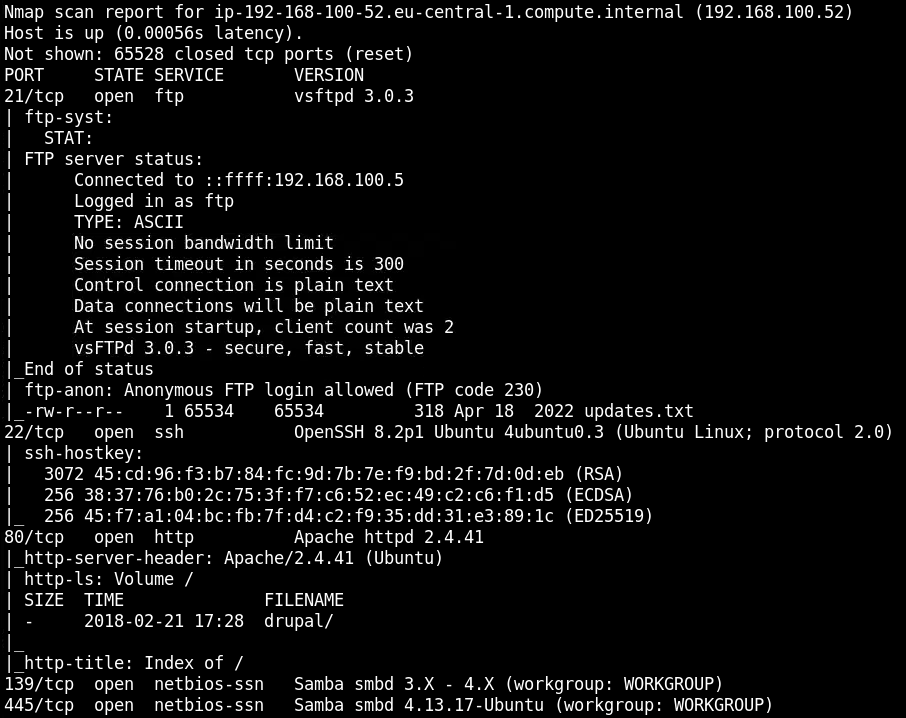 Nmap scan report for ip-192-168-100-52.eu-central-1.compute.internal (192.168.100.52)
Host is up (0.00056s latency).
Not shown: 65528 closed tcp ports (reset)
PORT     STATE SERVICE       VERSION
21/tcp   open  ftp           vsftpd 3.0.3
| ftp-syst:
|   STAT:
| FTP server status:
|      Connected to ::ffff:192.168.100.5
|      Logged in as ftp
|      TYPE: ASCII
|      No session bandwidth limit
|      Session timeout in seconds is 300
|      Control connection is plain text
|      Data connections will be plain text
|      At session startup, client count was 2
|      vsFTPd 3.0.3 - secure, fast, stable
|_End of status
| ftp-anon: Anonymous FTP login allowed (FTP code 230)
|_-rw-r--r--    1 65534    65534         318 Apr 18  2022 updates.txt
22/tcp   open  ssh           OpenSSH 8.2p1 Ubuntu 4ubuntu0.3 (Ubuntu Linux; protocol 2.0)
| ssh-hostkey:
|   3072 45:cd:96:f3:b7:84:fc:9d:7b:7e:f9:bd:2f:7d:0d:eb (RSA)
|   256 38:37:76:b0:2c:75:3f:f7:c6:52:ec:49:c2:c6:f1:d5 (ECDSA)
|_  256 45:f7:a1:04:bc:fb:7f:d4:c2:f9:35:dd:31:e3:89:1c (ED25519)
80/tcp   open  http          Apache httpd 2.4.41
|_http-server-header: Apache/2.4.41 (Ubuntu)
| http-ls: Volume /
| SIZE  TIME              FILENAME
| -     2018-02-21 17:28  drupal/
|_
|_http-title: Index of /
139/tcp  open  netbios-ssn   Samba smbd 3.X - 4.X (workgroup: WORKGROUP)
445/tcp  open  netbios-ssn   Samba smbd 4.13.17-Ubuntu (workgroup: WORKGROUP)